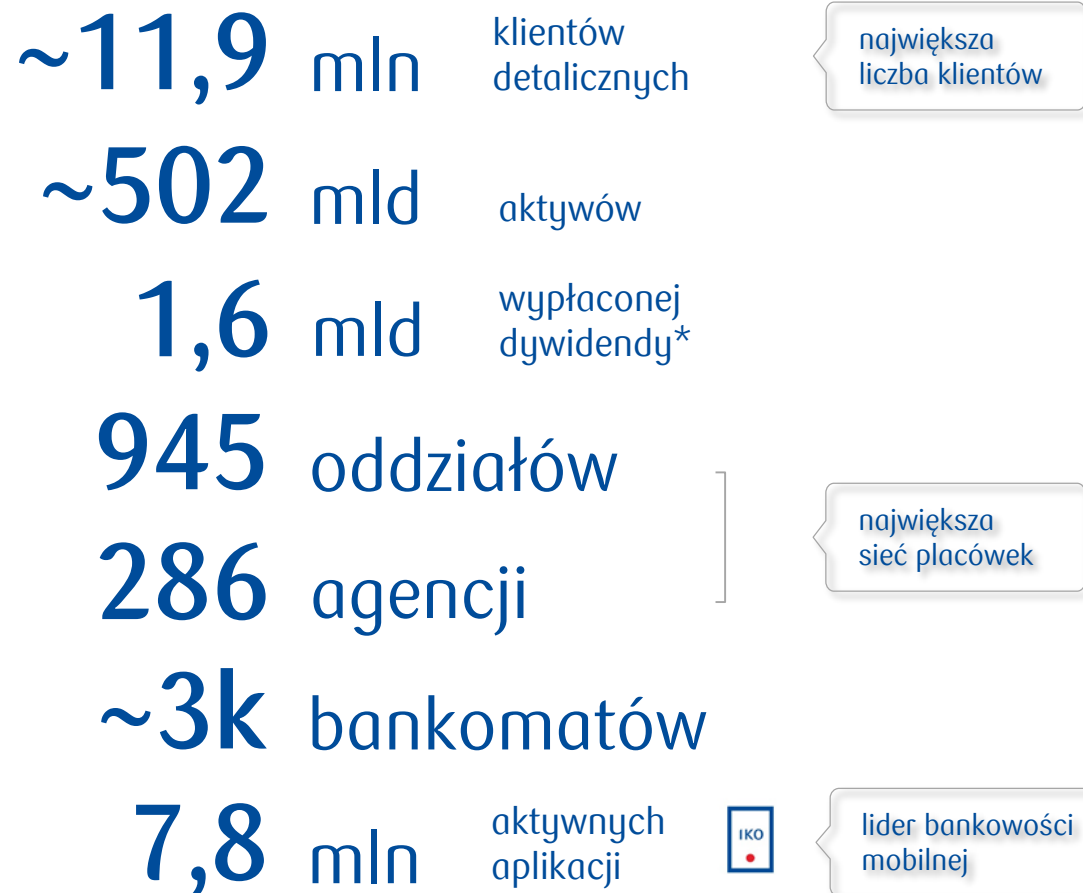 ~11,9 mln klientów
detalicznych
największa
liczba klientów
~502 mld aktywów
1,6 mld wypłaconej
dywidendy*
945 oddziałów
286 agencji
największa
sieć placówek
~3k bankomatów
7,8 mln aktywnych
aplikacji
IKO
lider bankowości
mobilnej